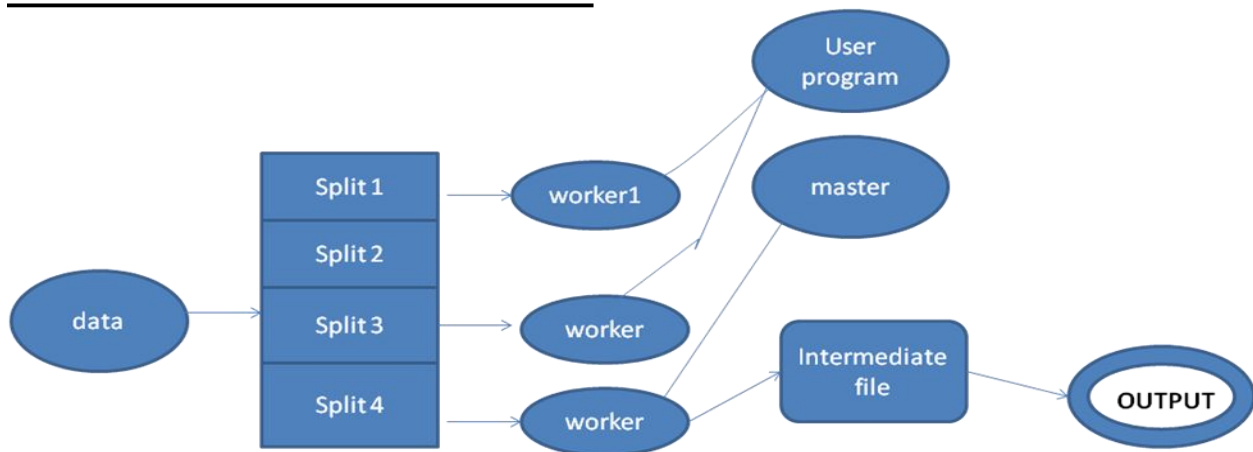 User
program
Split 1
worker1
master
Split 2
data
Split 3
worker
Intermediate
file
Split 4
worker
OUTPUT